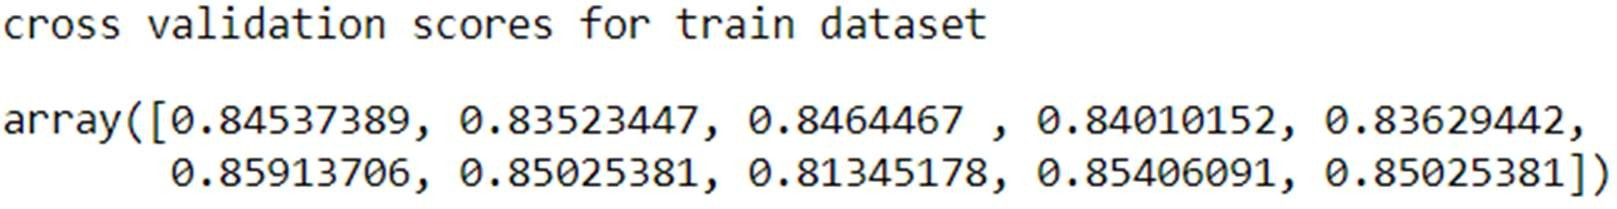 cross validation scores for train dataset
array([0.84537389, 0.83523447, 0.8464467 , 0.84010152, 0.83629442,
0.85913706, 0.85025381, 0.81345178, 0.85406091, 0.85025381])